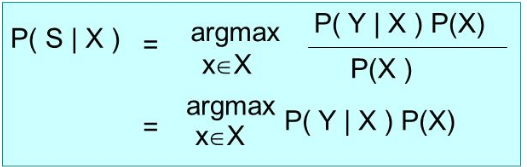 P( S | X ) = argmax x∈X P( Y | X ) P(X) / P(X )
= argmax x∈X P( Y | X ) P(X)